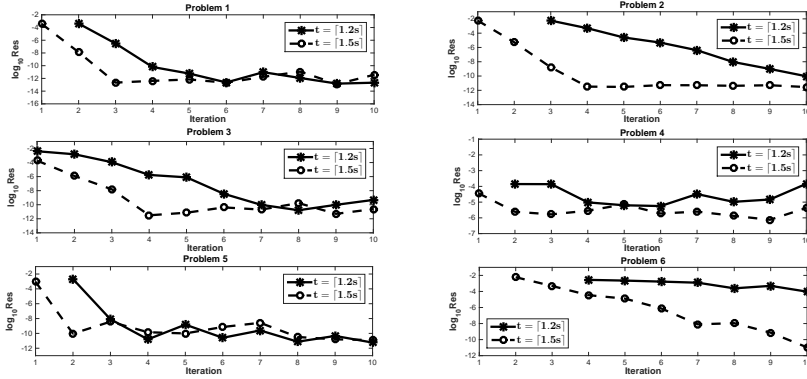 Problem 1
-2
-4
-6
-8
-10
-12
-14
-16
log10Res
t = ⌈1.2s⌉
t = ⌈1.5s⌉
1 2 3 4 5 6 7 8 9 10
Iteration
Problem 2
-2
-4
-6
-8
-10
-12
-14
log10Res
t = ⌈1.2s⌉
t = ⌈1.5s⌉
1 2 3 4 5 6 7 8 9 10
Iteration
Problem 3
-2
-4
-6
-8
-10
-12
-14
log10Res
t = ⌈1.2s⌉
t = ⌈1.5s⌉
1 2 3 4 5 6 7 8 9 10
Iteration
Problem 4
-1
-2
-3
-4
-5
-6
-7
log10Res
t = ⌈1.2s⌉
t = ⌈1.5s⌉
1 2 3 4 5 6 7 8 9 10
Iteration
Problem 5
-2
-4
-6
-8
-10
-12
log10Res
t = ⌈1.2s⌉
t = ⌈1.5s⌉
1 2 3 4 5 6 7 8 9 10
Iteration
Problem 6
-2
-4
-6
-8
-10
-12
log10Res
t = ⌈1.2s⌉
t = ⌈1.5s⌉
1 2 3 4 5 6 7 8 9 10
Iteration